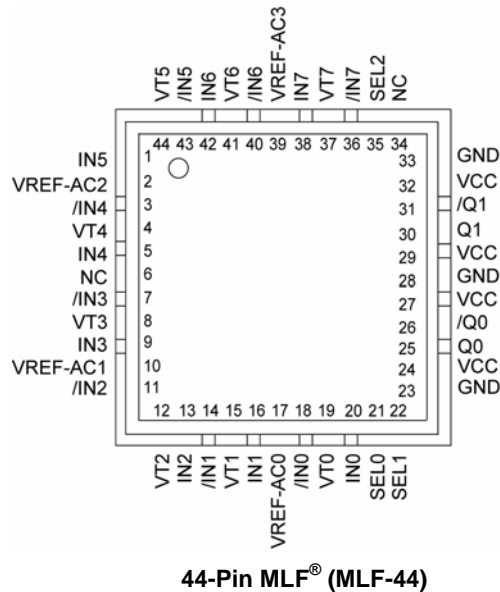 VT5
/IN5
IN6
VT6
/IN6
VREF-AC3
IN7
VT7
/IN7
SEL2
NC
44 43 42 41 40 39 38 37 36 35 34
IN5 1
VREF-AC2 2
/IN4 3
VT4 4
IN4 5
NC 6
/IN3 7
VT3 8
IN3 9
VREF-AC1 10
/IN2 11
33 GND
32 VCC
31 /Q1
30 Q1
29 VCC
28 GND
27 VCC
26 /Q0
25 Q0
24 VCC
23 GND
12 13 14 15 16 17 18 19 20 21 22
VT2
IN2
/IN1
VT1
IN1
VREF-AC0
/IN0
VT0
IN0
SEL0
SEL1
44-Pin MLF® (MLF-44)